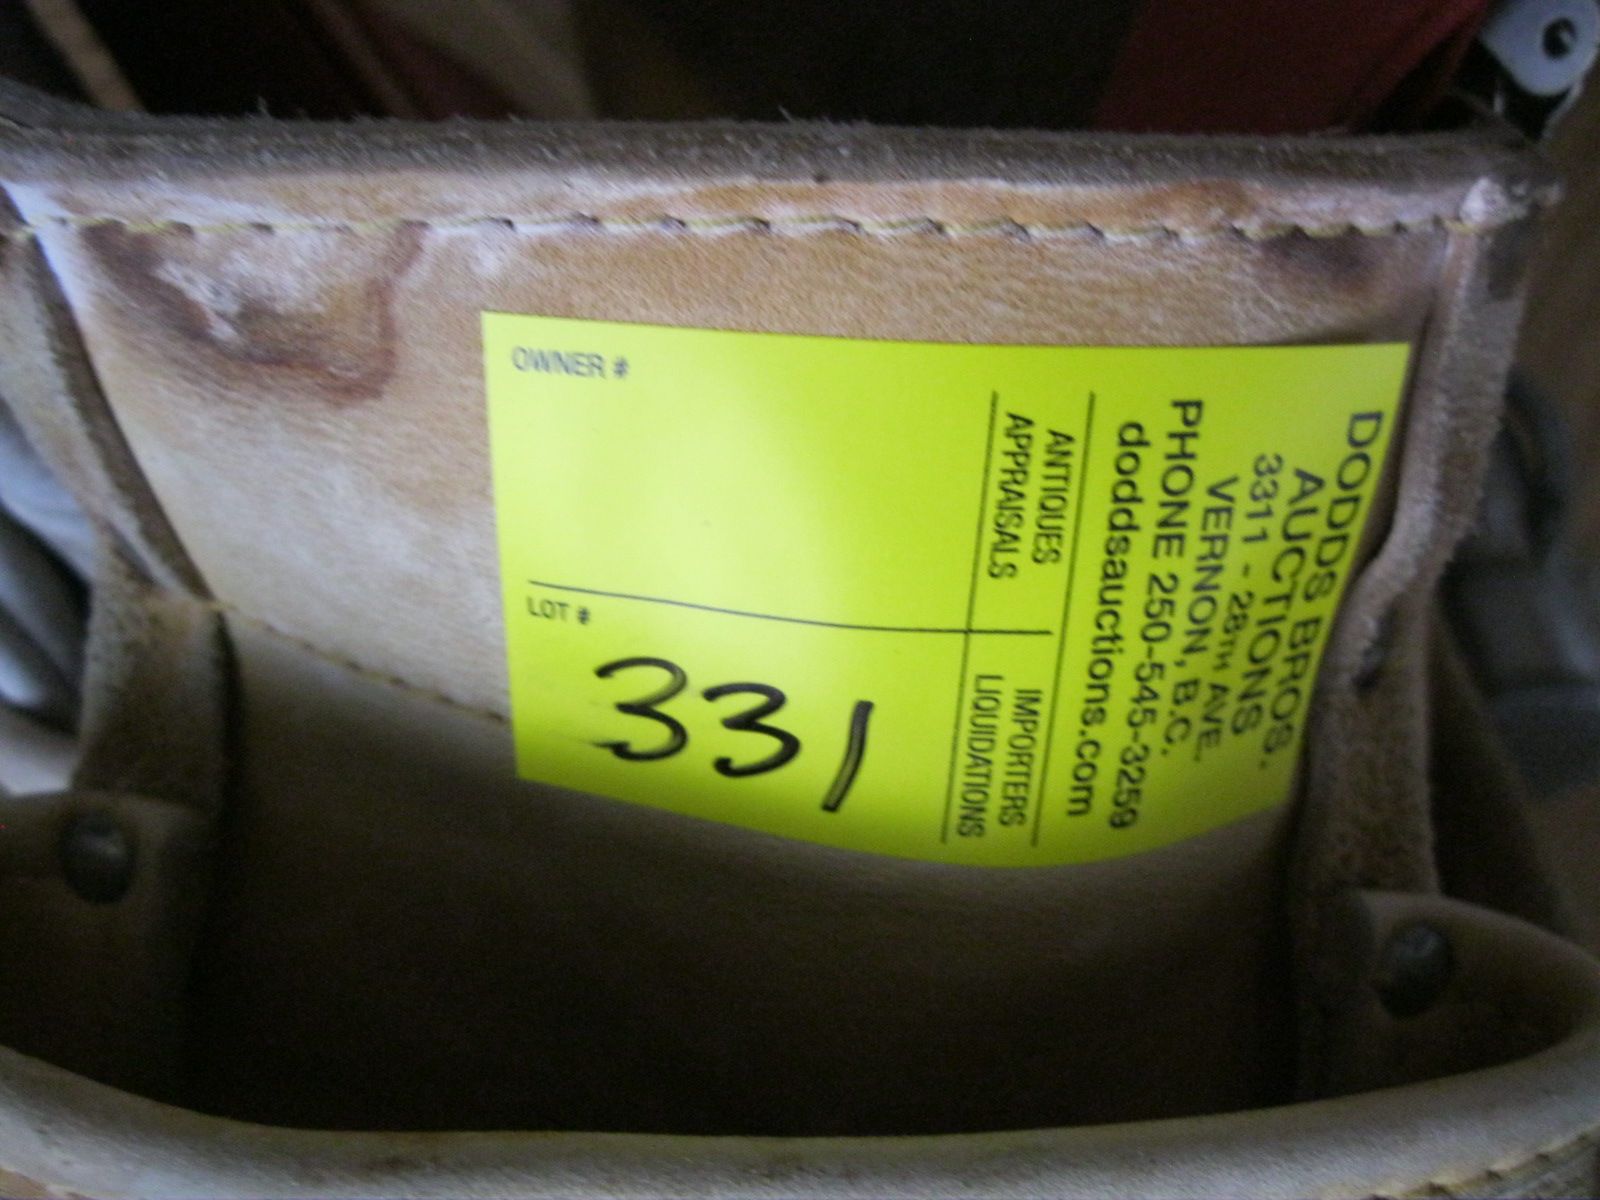 OWNER #
LOT #
331
DODDS BROS.
AUCTIONS
3311 - 28TH AVE.
VERNON, B.C.
PHONE 250-545-3259
doddsauctions.com
ANTIQUES IMPORTERS
APPRAISALS LIQUIDATIONS